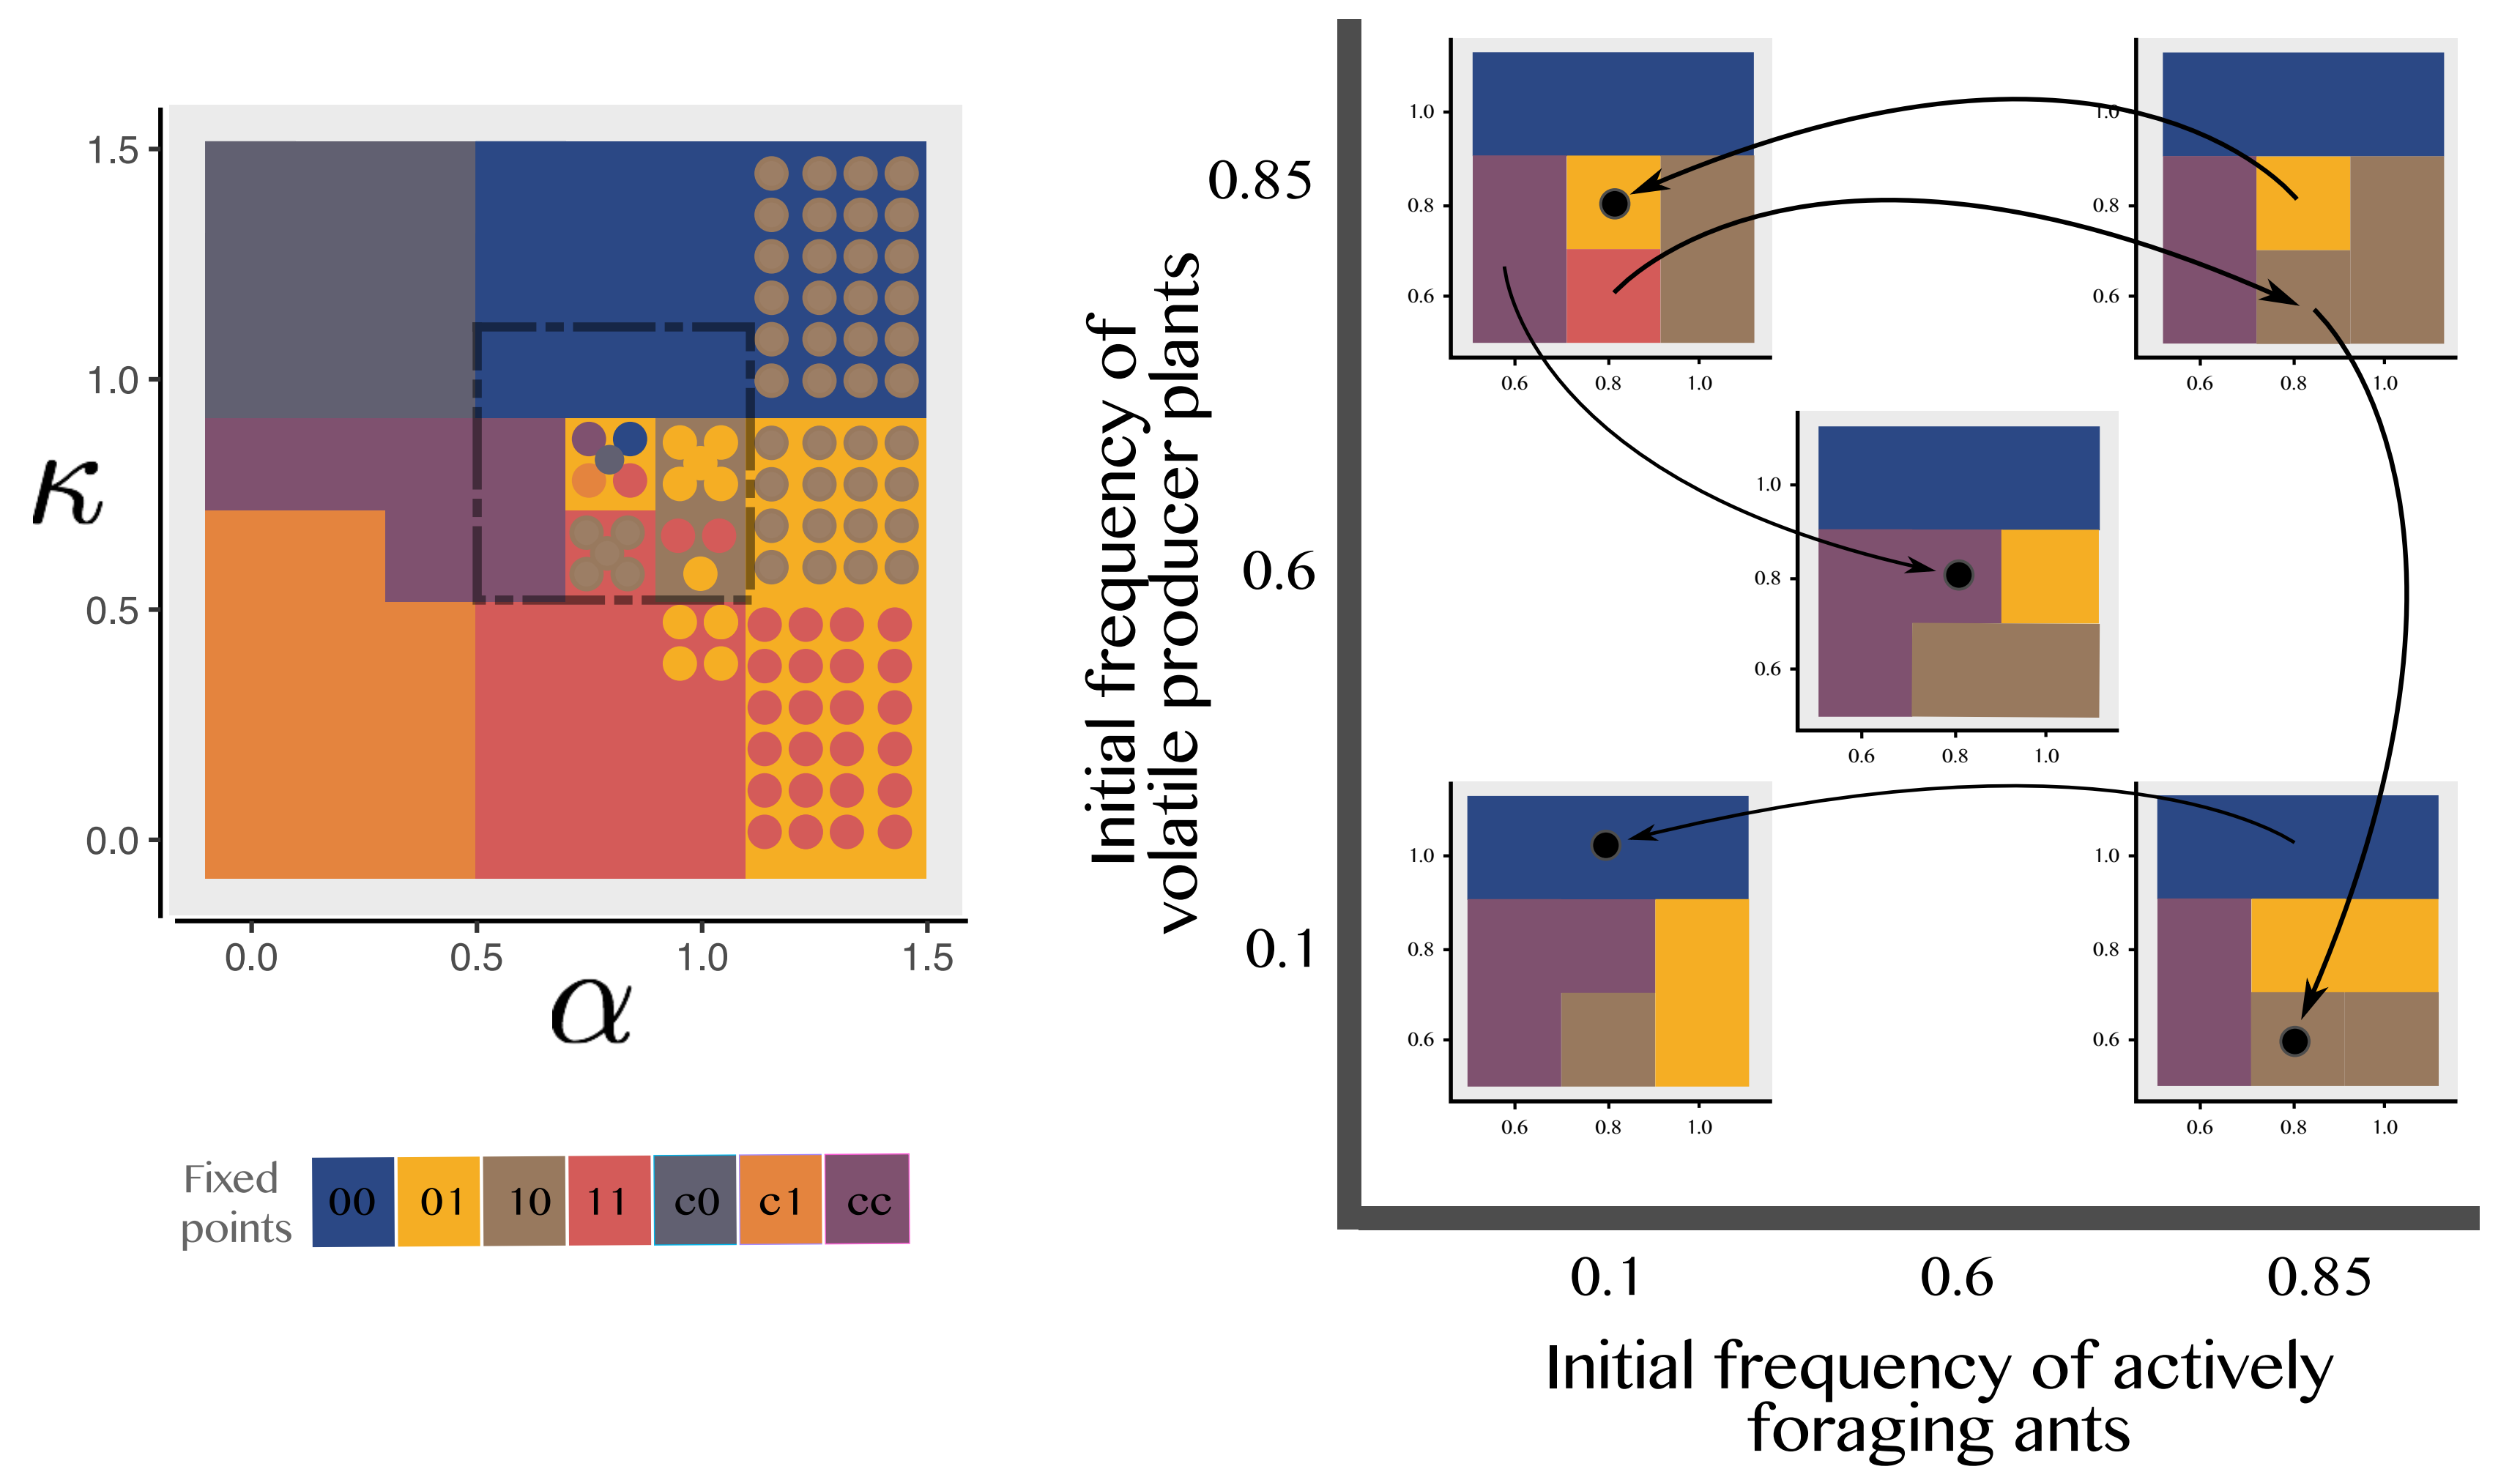 1.5
1.0
0.5
0.0
κ
0.0 0.5 1.0 1.5
α
Fixed
points
00 01 10 11 c0 c1 cc
Initial frequency of
volatile producer plants
0.85
0.6
0.1
1.0
0.8
0.6
0.6 0.8 1.0
1.0
0.8
0.6
0.6 0.8 1.0
1.0
0.8
0.6
0.6 0.8 1.0
1.0
0.8
0.6
0.6 0.8 1.0
1.0
0.8
0.6
0.6 0.8 1.0
0.1 0.6 0.85
Initial frequency of actively
foraging ants